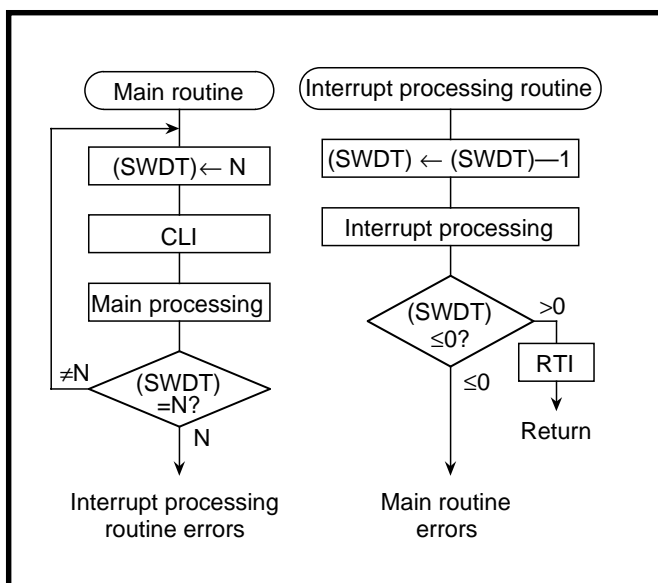 Main routine
(SWDT)← N
CLI
Main processing
≠N
(SWDT)
=N?
N
Interrupt processing
routine errors
Interrupt processing routine
(SWDT) ← (SWDT)—1
Interrupt processing
>0
(SWDT)
≤0?
RTI
≤0
Return
Main routine
errors